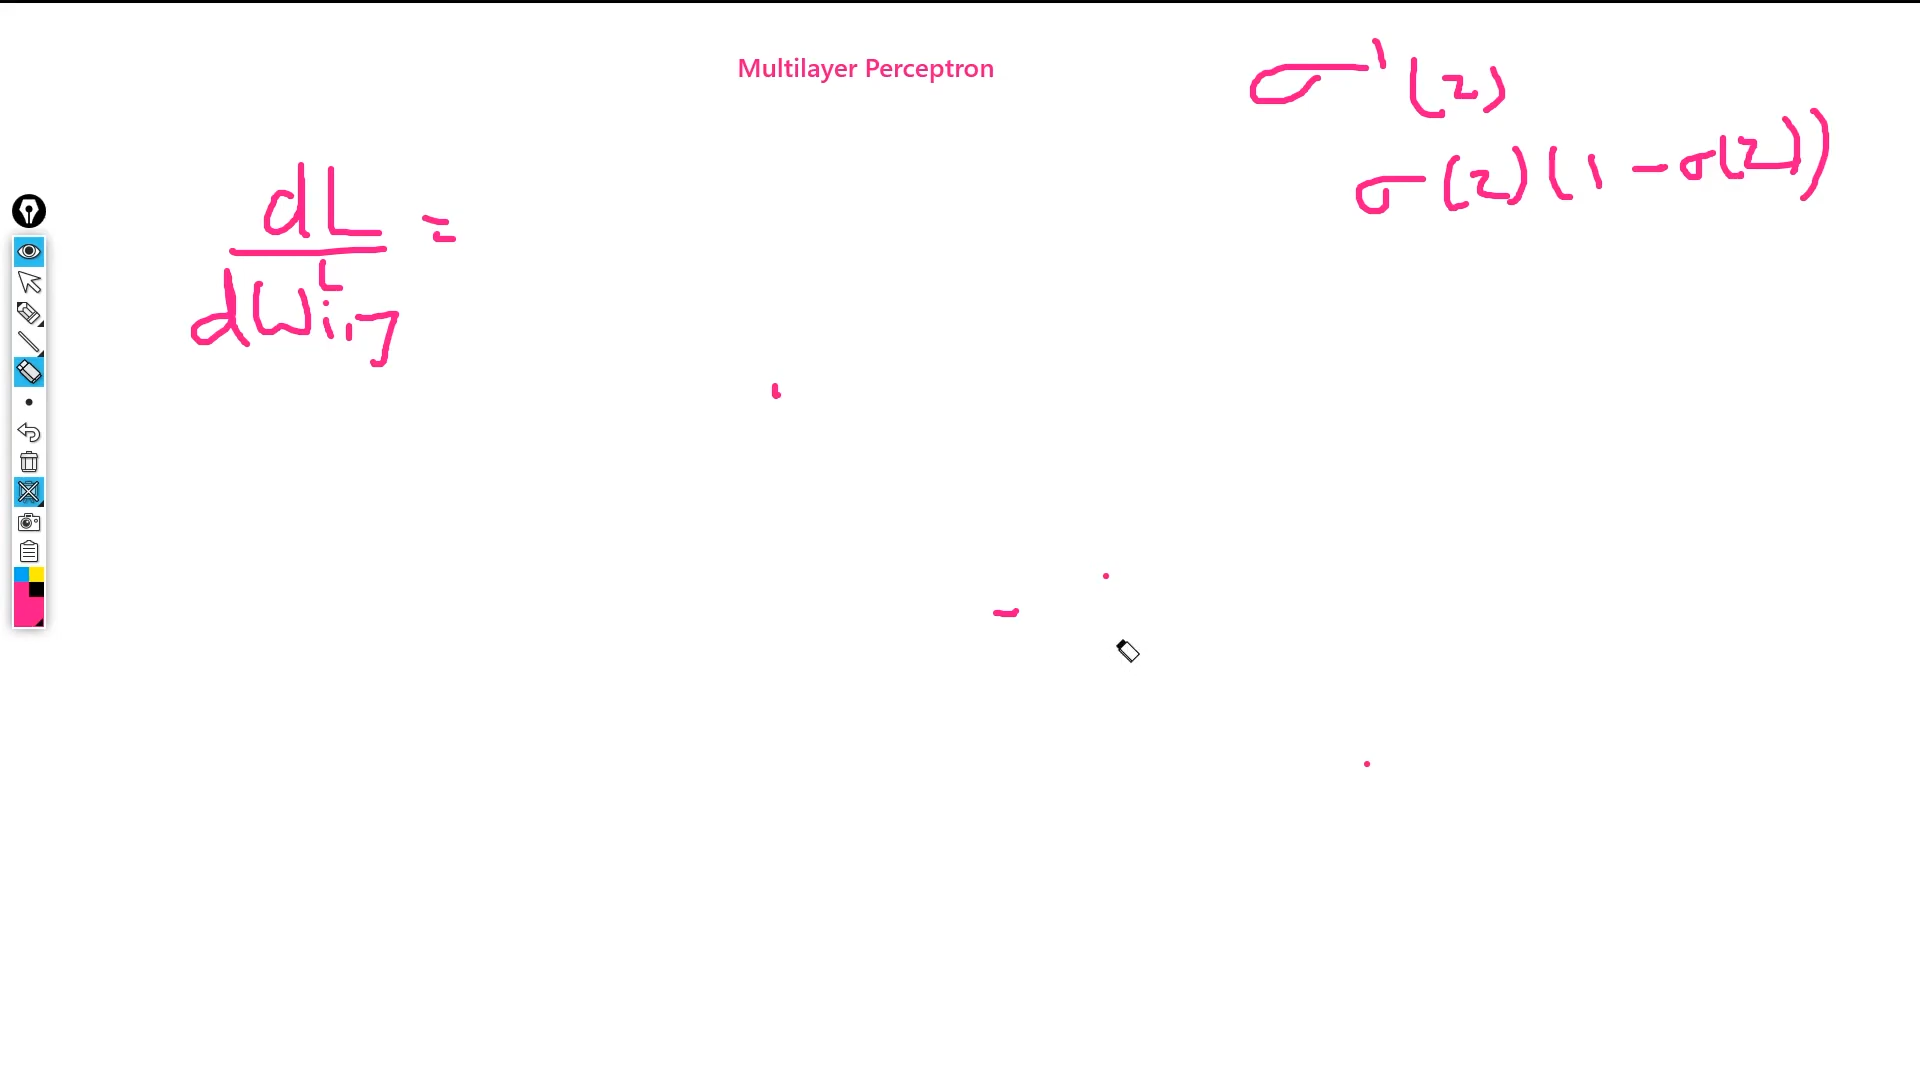 Multilayer Perceptron
σ'(z)
σ(z)(1-σ(z))
dL
=
dW^L i,j